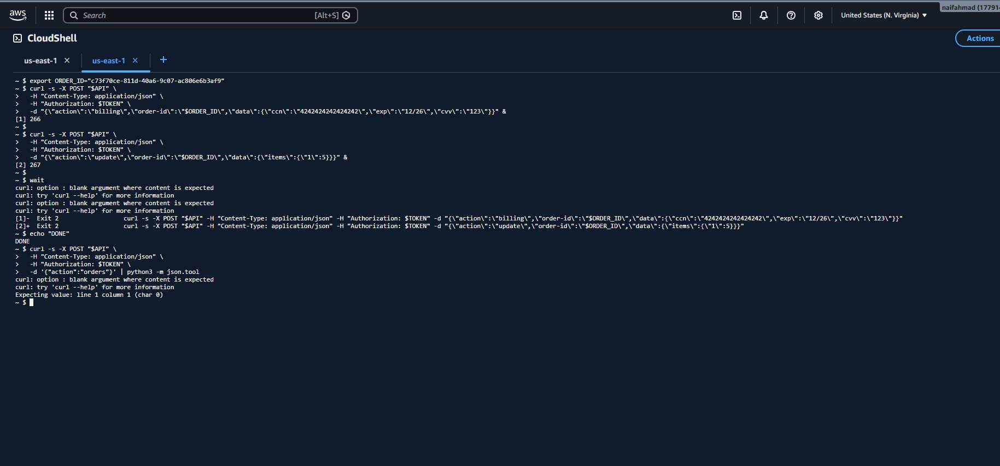 naifahmad (17791
aws
Search [Alt+S]
United States (N. Virginia)
CloudShell
Actions
us-east-1 × us-east-1 × +
~ $ export ORDER_ID="c73f70ce-811d-40a6-9c07-ac806e6b3af9"
~ $ curl -s -X POST "$API" \
>   -H "Content-Type: application/json" \
>   -H "Authorization: $TOKEN" \
>   -d "{\"action\":\"billing\",\"order-id\":\"$ORDER_ID\",\"data\":{\"ccn\":\"4242424242424242\",\"exp\":\"12/26\",\"cvv\":\"123\"}}" &
[1] 266
~ $
~ $ curl -s -X POST "$API" \
>   -H "Content-Type: application/json" \
>   -H "Authorization: $TOKEN" \
>   -d "{\"action\":\"update\",\"order-id\":\"$ORDER_ID\",\"data\":{\"items\":{\"1\":5}}}" &
[2] 267
~ $
~ $ wait
curl: option : blank argument where content is expected
curl: try 'curl --help' for more information
curl: option : blank argument where content is expected
curl: try 'curl --help' for more information
[1]-  Exit 2                  curl -s -X POST "$API" -H "Content-Type: application/json" -H "Authorization: $TOKEN" -d "{\"action\":\"billing\",\"order-id\":\"$ORDER_ID\",\"data\":{\"ccn\":\"4242424242424242\",\"exp\":\"12/26\",\"cvv\":\"123\"}}"
[2]+  Exit 2                  curl -s -X POST "$API" -H "Content-Type: application/json" -H "Authorization: $TOKEN" -d "{\"action\":\"update\",\"order-id\":\"$ORDER_ID\",\"data\":{\"items\":{\"1\":5}}}"
~ $ echo "DONE"
DONE
~ $ curl -s -X POST "$API" \
>   -H "Content-Type: application/json" \
>   -H "Authorization: $TOKEN" \
>   -d '{"action":"orders"}' | python3 -m json.tool
curl: option : blank argument where content is expected
curl: try 'curl --help' for more information
Expecting value: line 1 column 1 (char 0)
~ $